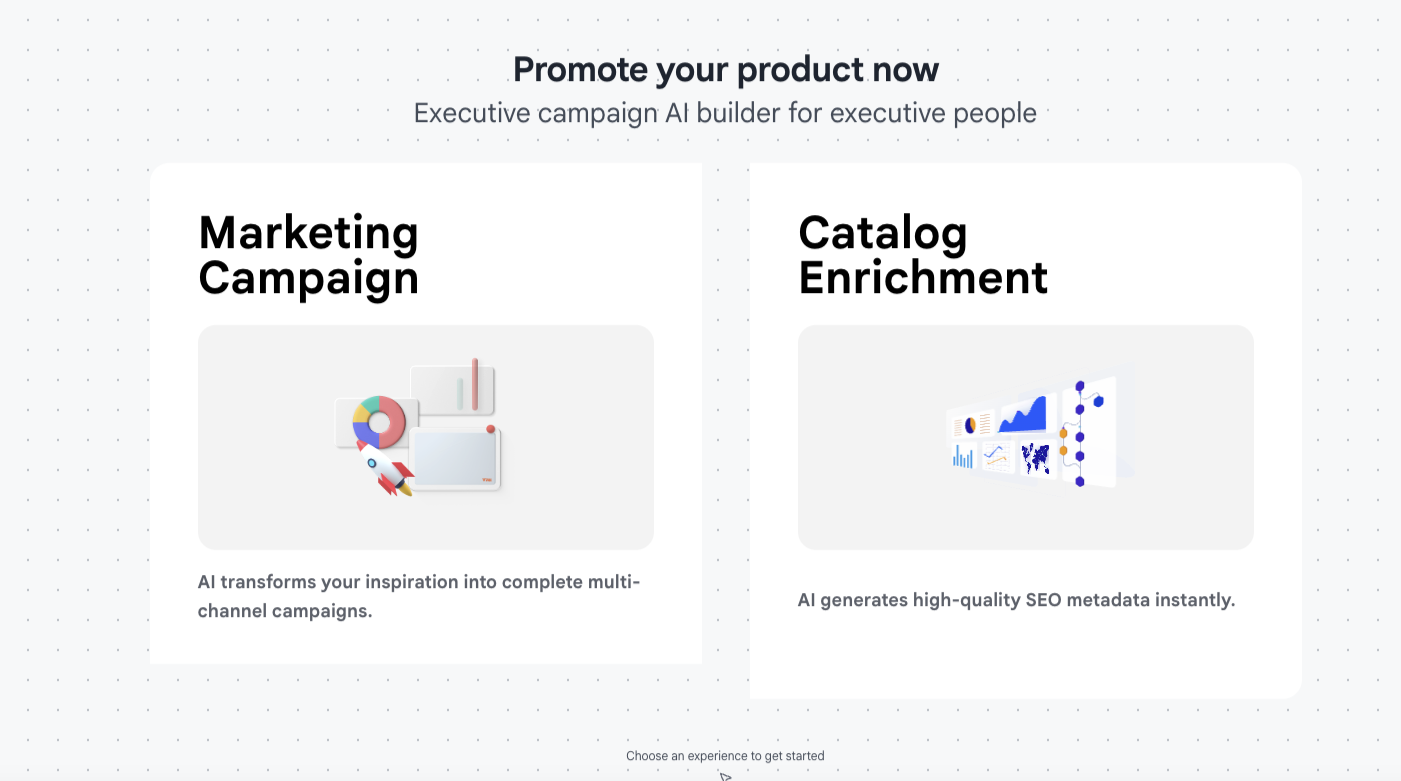 Promote your product now
Executive campaign AI builder for executive people
Marketing
Campaign
AI transforms your inspiration into complete multi-
channel campaigns.
Catalog
Enrichment
AI generates high-quality SEO metadata instantly.
Choose an experience to get started